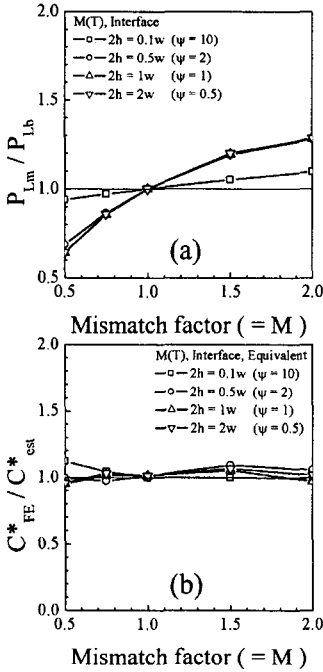 M(T), Interface
2h = 0.1w (ψ = 10)
2h = 0.5w (ψ = 2)
2h = 1w (ψ = 1)
2h = 2w (ψ = 0.5)
2.0
1.5
1.0
0.5
P_Lm / P_Lb
(a)
0.5 1.0 1.5 2.0
Mismatch factor ( = M )
M(T), Interface, Equivalent
2h = 0.1w (ψ = 10)
2h = 0.5w (ψ = 2)
2h = 1w (ψ = 1)
2h = 2w (ψ = 0.5)
2.0
1.5
1.0
0.5
0.0
C*_FE / C*_est
(b)
0.5 1.0 1.5 2.0
Mismatch factor ( = M )